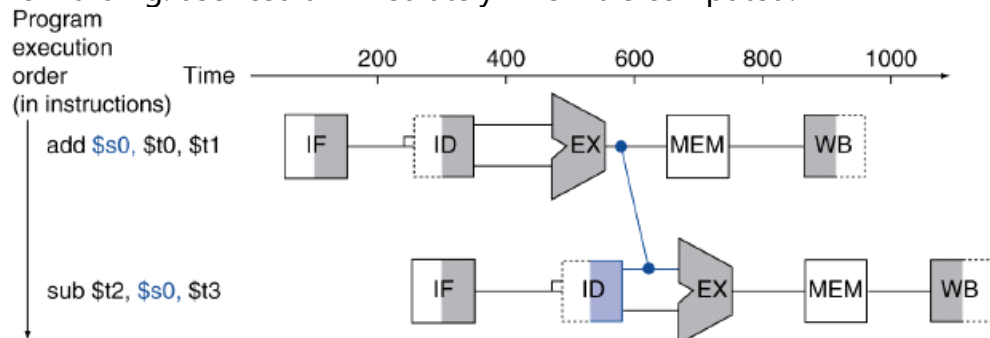 Program
execution
order
(in instructions)
Time
200 400 600 800 1000
add $s0, $t0, $t1
IF ID EX MEM WB
sub $t2, $s0, $t3
IF ID EX MEM WB